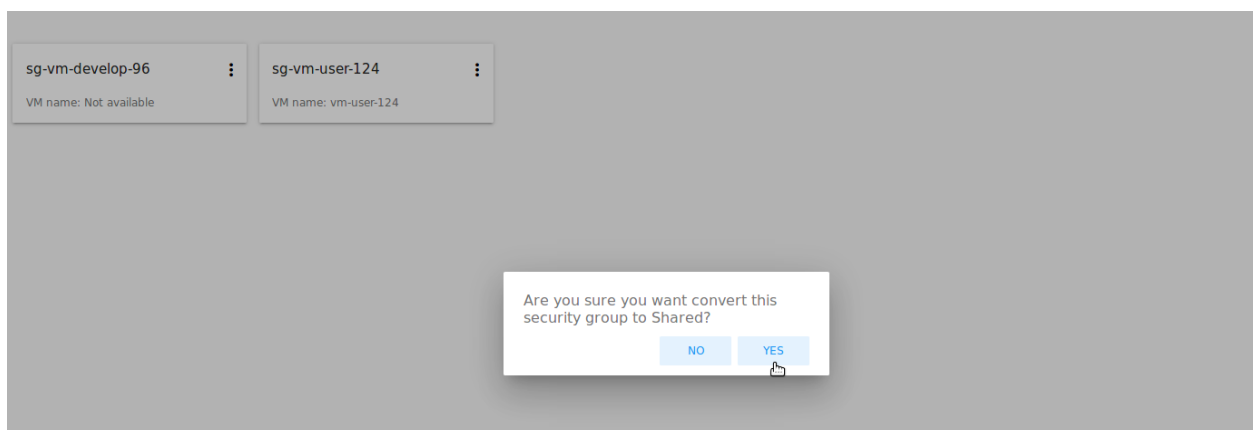 sg-vm-develop-96
VM name: Not available
sg-vm-user-124
VM name: vm-user-124
Are you sure you want convert this
security group to Shared?
NO
YES